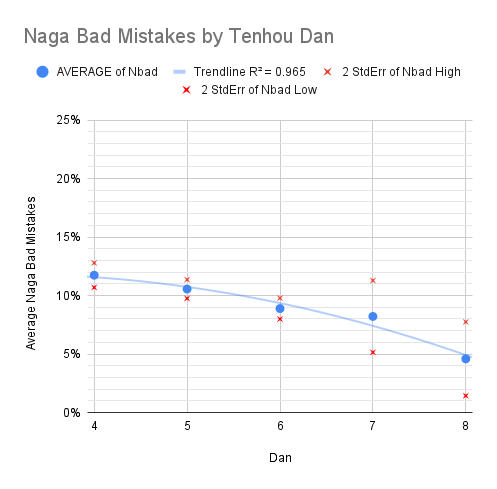 Naga Bad Mistakes by Tenhou Dan
AVERAGE of Nbad Trendline R² = 0.965 2 StdErr of Nbad High
2 StdErr of Nbad Low
25%
20%
15%
10%
5%
0%
Average Naga Bad Mistakes
4 5 6 7 8
Dan